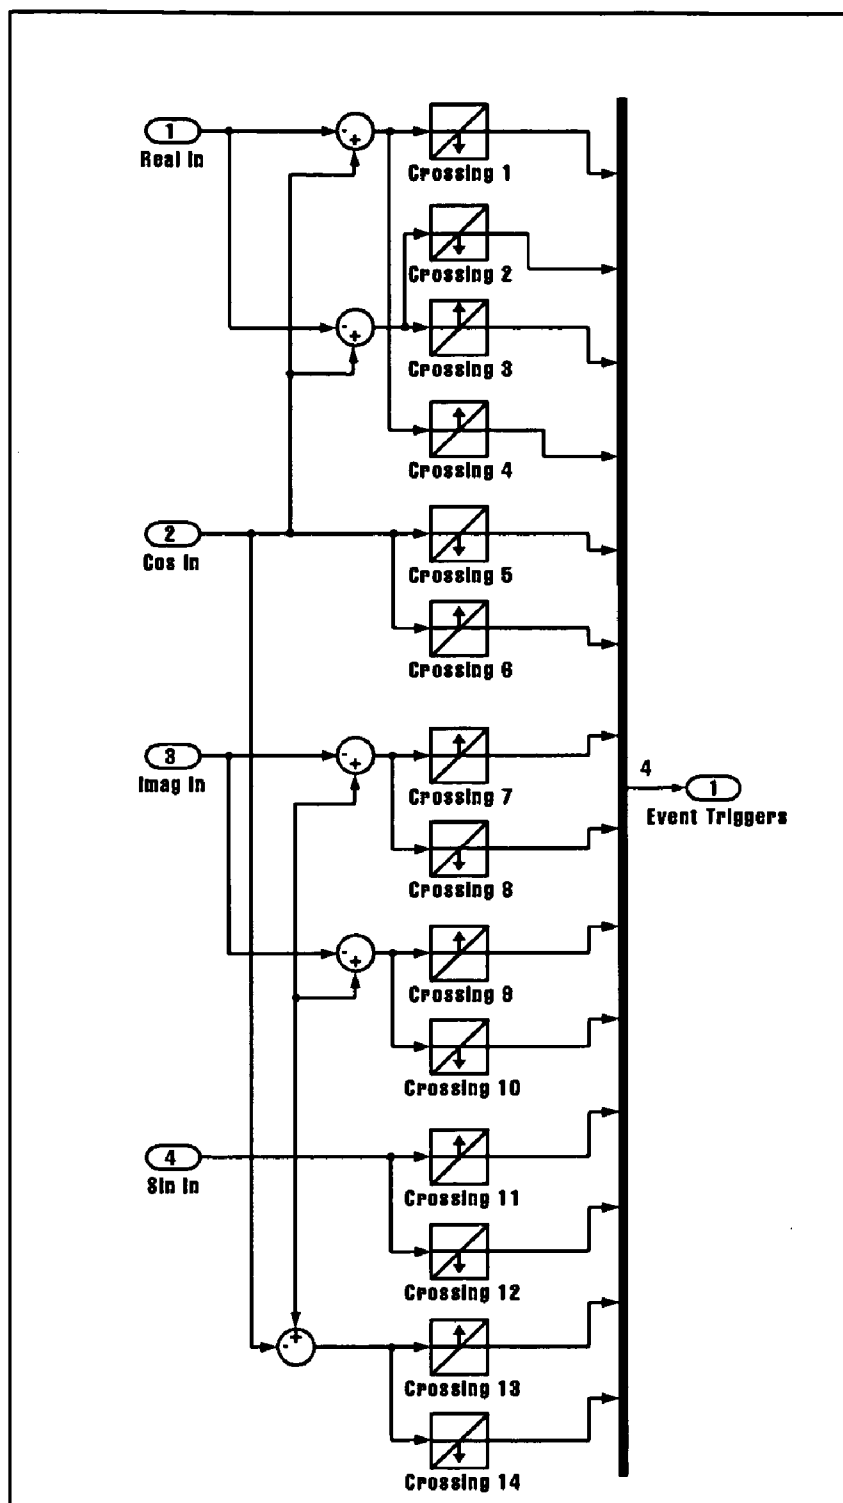 1
Real In
- +
Crossing 1
Crossing 2
- +
Crossing 3
Crossing 4
2
Cos In
Crossing 5
Crossing 6
3
Imag In
- +
Crossing 7
4
1
Event Triggers
Crossing 8
- +
Crossing 9
Crossing 10
4
Sin In
Crossing 11
Crossing 12
+ -
Crossing 13
Crossing 14